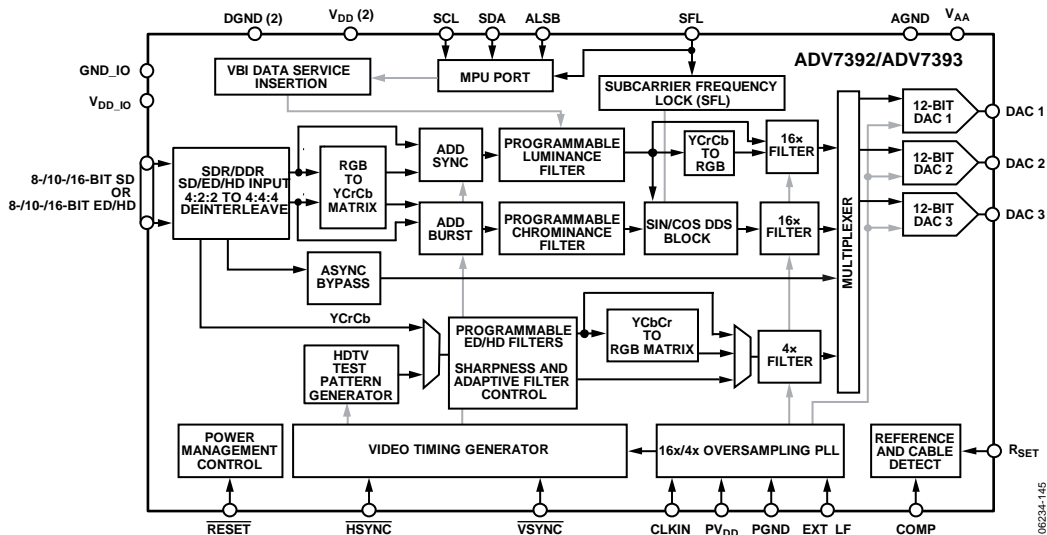 DGND (2)
VDD (2)
SCL
SDA
ALSB
SFL
AGND
VAA
GND_IO
VDD_IO
ADV7392/ADV7393
VBI DATA SERVICE
INSERTION
MPU PORT
SUBCARRIER FREQUENCY
LOCK (SFL)
8-/10-/16-BIT SD
OR
8-/10-/16-BIT ED/HD
SDR/DDR
SD/ED/HD INPUT
4:2:2 TO 4:4:4
DEINTERLEAVE
RGB
TO
YCrCb
MATRIX
ADD
SYNC
PROGRAMMABLE
LUMINANCE
FILTER
YCrCb
TO
RGB
16×
FILTER
ADD
BURST
PROGRAMMABLE
CHROMINANCE
FILTER
SIN/COS DDS
BLOCK
16×
FILTER
MULTIPLEXER
12-BIT
DAC 1
DAC 1
12-BIT
DAC 2
DAC 2
12-BIT
DAC 3
DAC 3
ASYNC
BYPASS
YCrCb
HDTV
TEST
PATTERN
GENERATOR
PROGRAMMABLE
ED/HD FILTERS
SHARPNESS AND
ADAPTIVE FILTER
CONTROL
YCbCr
TO
RGB MATRIX
4×
FILTER
POWER
MANAGEMENT
CONTROL
VIDEO TIMING GENERATOR
16x/4x OVERSAMPLING PLL
REFERENCE
AND CABLE
DETECT
RSET
RESET
HSYNC
VSYNC
CLKIN
PVDD
PGND
EXT_LF
COMP
06234-145